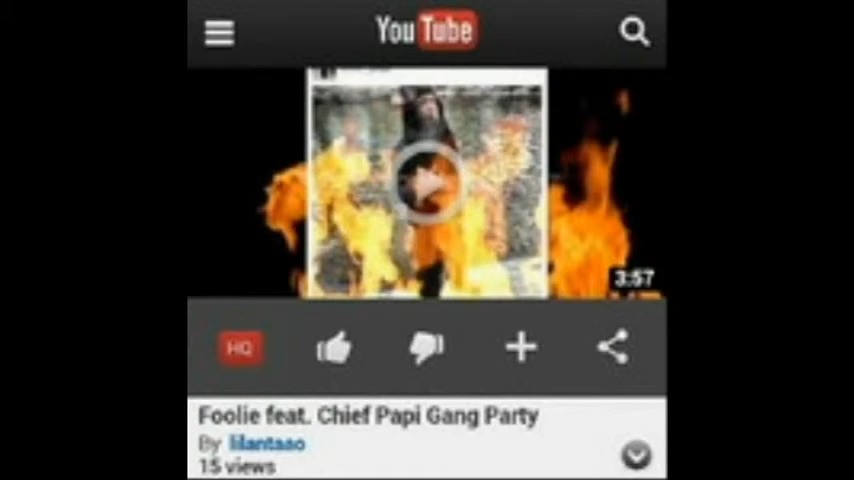 YouTube
3:57
HQ
Foolie feat. Chief Papi Gang Party
By lilantaao
15 views